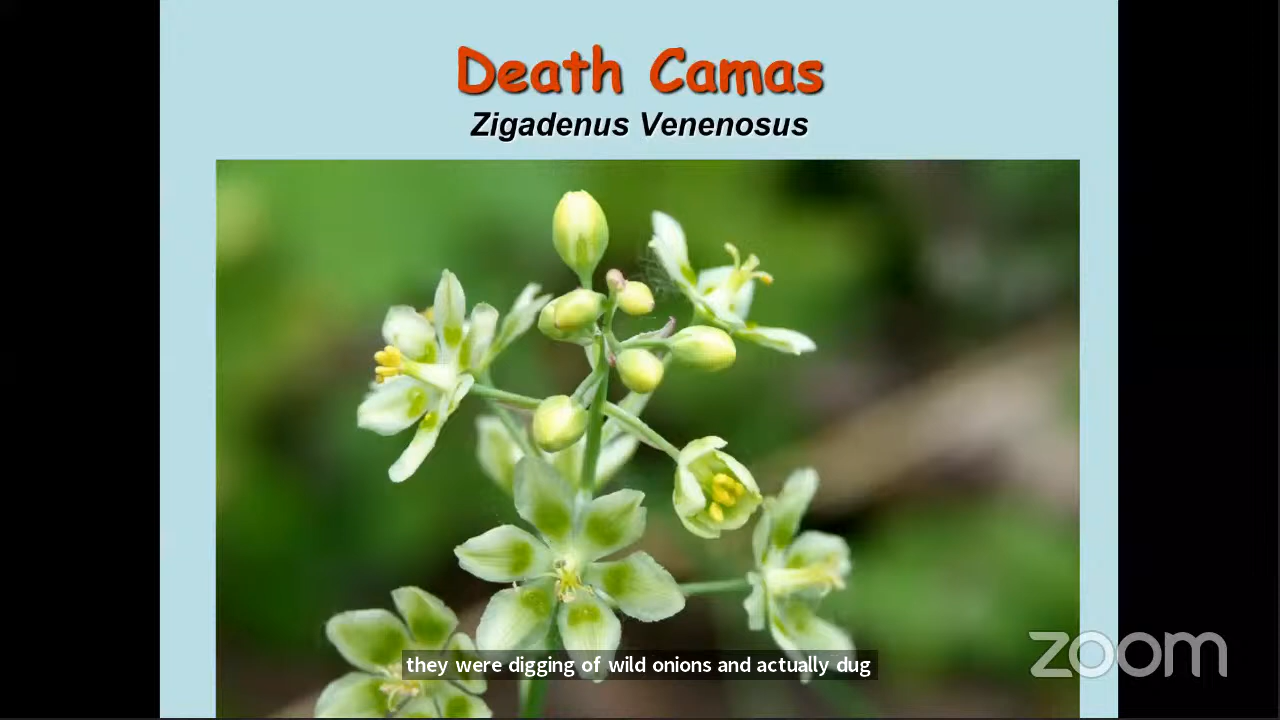 Death Camas
Zigadenus Venenosus
they were digging of wild onions and actually dug
zoom